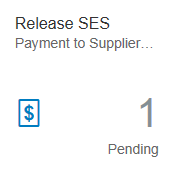 Release SES
Payment to Supplier...
$
1
Pending